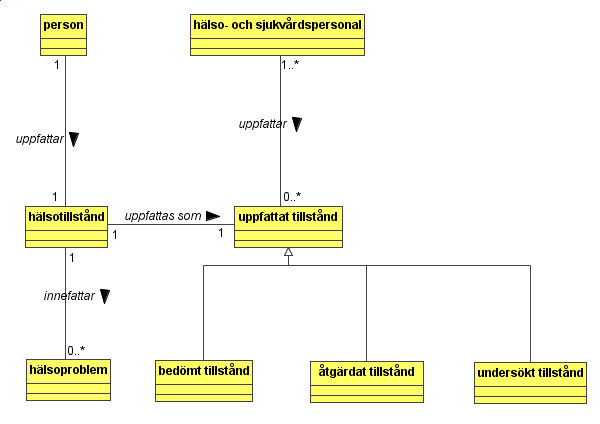 person
hälso- och sjukvårdspersonal
1
1..*
uppfattar
uppfattar
1
0..*
hälsotillstånd
uppfattas som
uppfattat tillstånd
1
1
1
innefattar
0..*
hälsoproblem
bedömt tillstånd
åtgärdat tillstånd
undersökt tillstånd